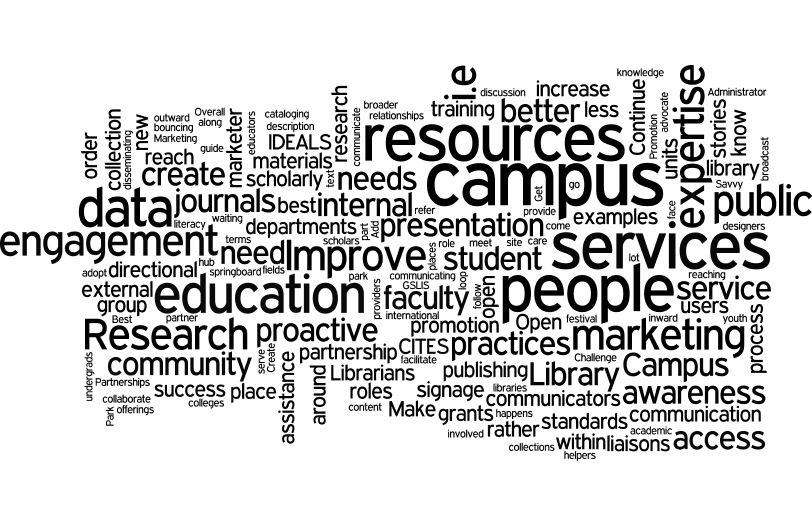 knowledge
i.e
discussion
increase
expertise
Administrator
research
broader
relationships
training
better
less
Continue
Promotion
advocate
stories
know
broadcast
order
collection
disseminating
new
outward
bouncing
Marketing
Overall
along
guide
marketer
educators
cataloging
description
IDEALS
communicate
resources
units
reach
create
materials
scholarly
text
needs
campus
Get
go
library
Savvy
public
data
journals
best
internal
refer
provide
examples
face
designers
literacy
waiting
departments
part
Add
presentation
come
engagement
terms
need
scholars
Improve
places
role
meet
site
care
student
services
lot
adopt
directional
hub
springboard
fields
park
communicating
GSLIS
loop
reaching
external
education
providers
faculty
follow
open
people
service
group
Best
partner
etc.
international
promotion
Open
festival
inward
users
youth
Research
proactive
CITES
practices
marketing
process
undergrads
community
serve
Create
partnership
facilitate
Challenge
Partnerships
success
place
assistance
around
Librarians
publishing
Library
Campus
Park
collaborate
offerings
colleges
roles
signage
libraries
communicators
awareness
content
Make
grants
happens
standards
communication
involved
rather
academic
collections
within
liaisons
access
helpers